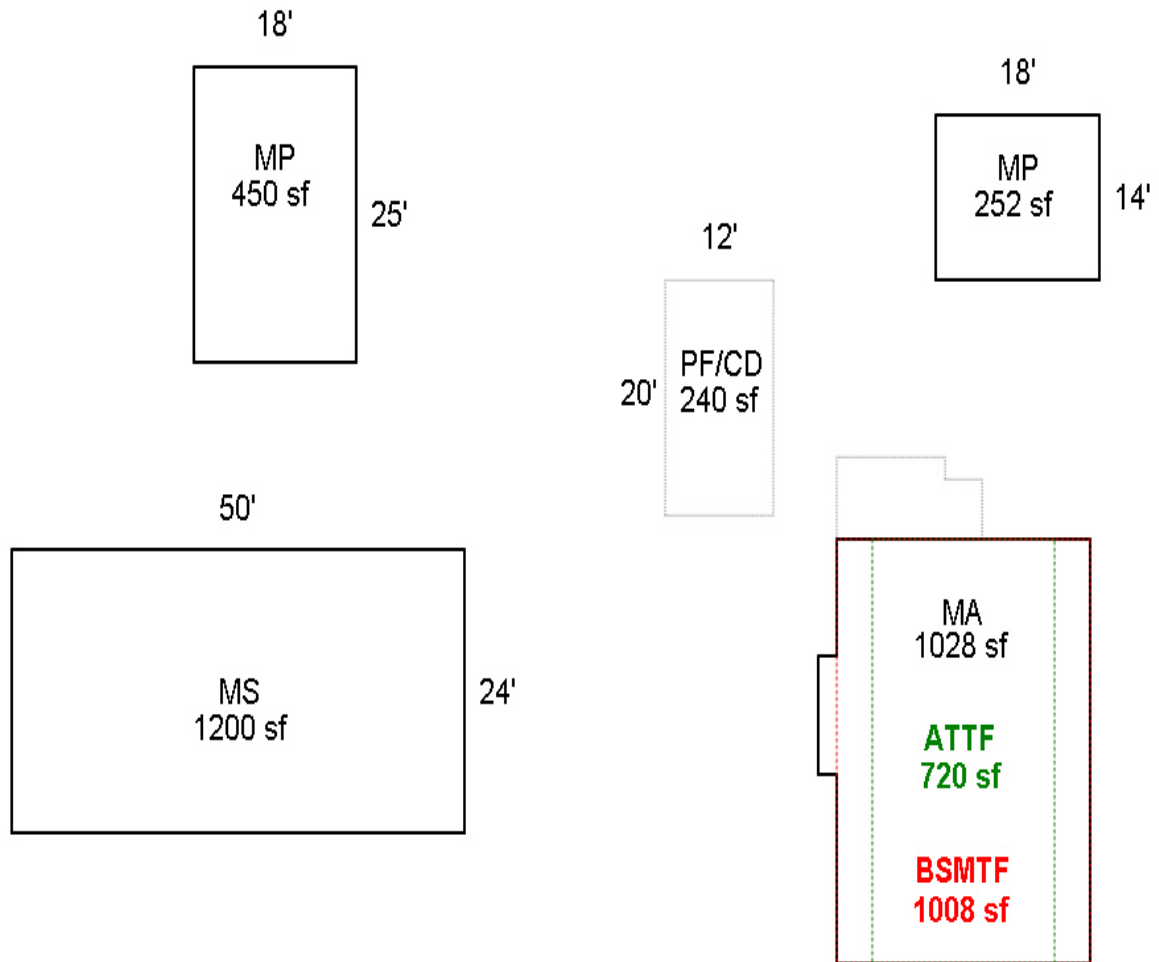 18'
MP
450 sf
25'
18'
MP
252 sf
14'
12'
PF/CD
240 sf
20'
50'
MS
1200 sf
24'
MA
1028 sf
ATTF
720 sf
BSMTF
1008 sf